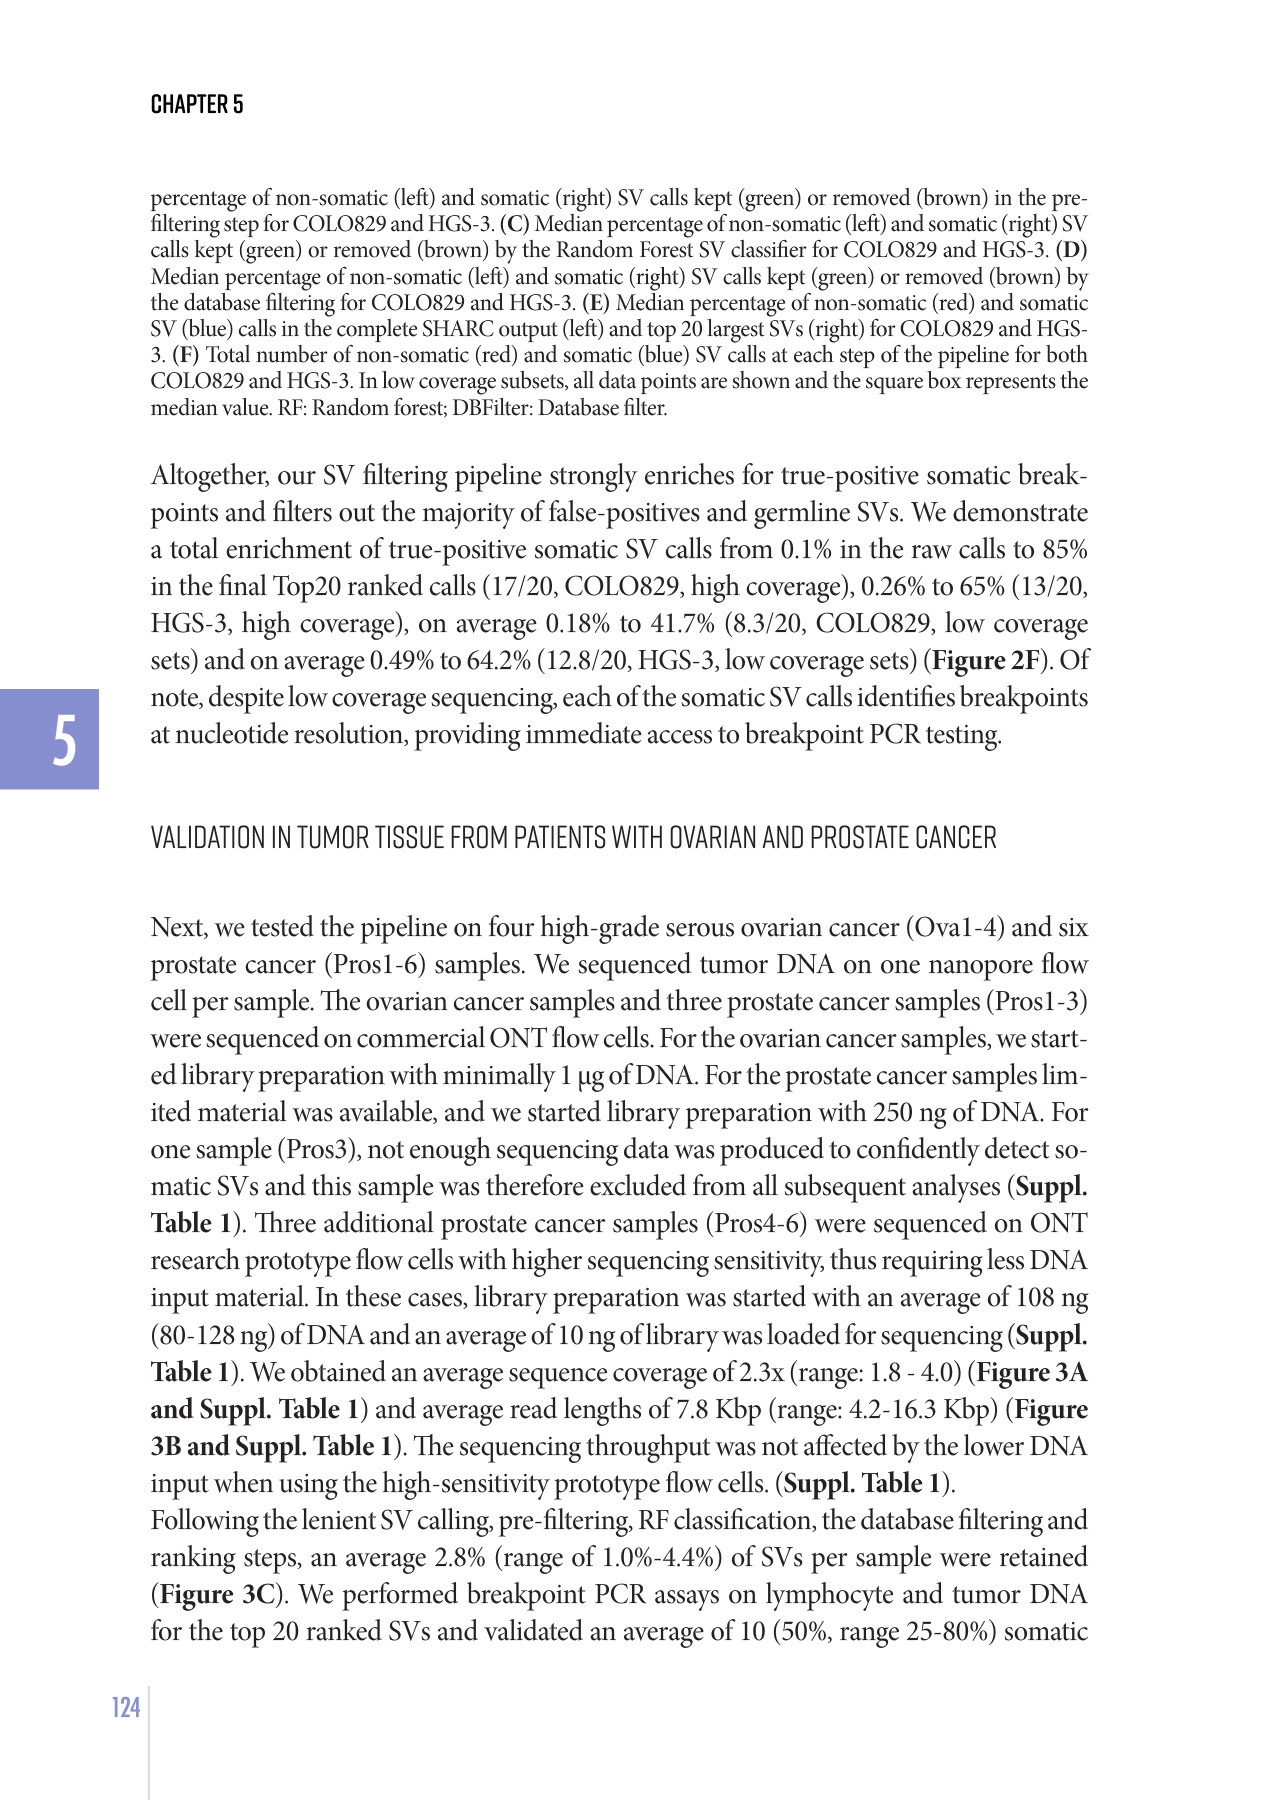 CHAPTER 5
percentage of non-somatic (left) and somatic (right) SV calls kept (green) or removed (brown) in the pre-
filtering step for COLO829 and HGS-3. (C) Median percentage of non-somatic (left) and somatic (right) SV
calls kept (green) or removed (brown) by the Random Forest SV classifier for COLO829 and HGS-3. (D)
Median percentage of non-somatic (left) and somatic (right) SV calls kept (green) or removed (brown) by
the database filtering for COLO829 and HGS-3. (E) Median percentage of non-somatic (red) and somatic
SV (blue) calls in the complete SHARC output (left) and top 20 largest SVs (right) for COLO829 and HGS-
3. (F) Total number of non-somatic (red) and somatic (blue) SV calls at each step of the pipeline for both
COLO829 and HGS-3. In low coverage subsets, all data points are shown and the square box represents the
median value. RF: Random forest; DBFilter: Database filter.
Altogether, our SV filtering pipeline strongly enriches for true-positive somatic break-
points and filters out the majority of false-positives and germline SVs. We demonstrate
a total enrichment of true-positive somatic SV calls from 0.1% in the raw calls to 85%
in the final Top20 ranked calls (17/20, COLO829, high coverage), 0.26% to 65% (13/20,
HGS-3, high coverage), on average 0.18% to 41.7% (8.3/20, COLO829, low coverage
sets) and on average 0.49% to 64.2% (12.8/20, HGS-3, low coverage sets) (Figure 2F). Of
note, despite low coverage sequencing, each of the somatic SV calls identifies breakpoints
at nucleotide resolution, providing immediate access to breakpoint PCR testing.
5
VALIDATION IN TUMOR TISSUE FROM PATIENTS WITH OVARIAN AND PROSTATE CANCER
Next, we tested the pipeline on four high-grade serous ovarian cancer (Ova1-4) and six
prostate cancer (Pros1-6) samples. We sequenced tumor DNA on one nanopore flow
cell per sample. The ovarian cancer samples and three prostate cancer samples (Pros1-3)
were sequenced on commercial ONT flow cells. For the ovarian cancer samples, we start-
ed library preparation with minimally 1 µg of DNA. For the prostate cancer samples lim-
ited material was available, and we started library preparation with 250 ng of DNA. For
one sample (Pros3), not enough sequencing data was produced to confidently detect so-
matic SVs and this sample was therefore excluded from all subsequent analyses (Suppl.
Table 1). Three additional prostate cancer samples (Pros4-6) were sequenced on ONT
research prototype flow cells with higher sequencing sensitivity, thus requiring less DNA
input material. In these cases, library preparation was started with an average of 108 ng
(80-128 ng) of DNA and an average of 10 ng of library was loaded for sequencing (Suppl.
Table 1). We obtained an average sequence coverage of 2.3x (range: 1.8 - 4.0) (Figure 3A
and Suppl. Table 1) and average read lengths of 7.8 Kbp (range: 4.2-16.3 Kbp) (Figure
3B and Suppl. Table 1). The sequencing throughput was not affected by the lower DNA
input when using the high-sensitivity prototype flow cells. (Suppl. Table 1).
Following the lenient SV calling, pre-filtering, RF classification, the database filtering and
ranking steps, an average 2.8% (range of 1.0%-4.4%) of SVs per sample were retained
(Figure 3C). We performed breakpoint PCR assays on lymphocyte and tumor DNA
for the top 20 ranked SVs and validated an average of 10 (50%, range 25-80%) somatic
124